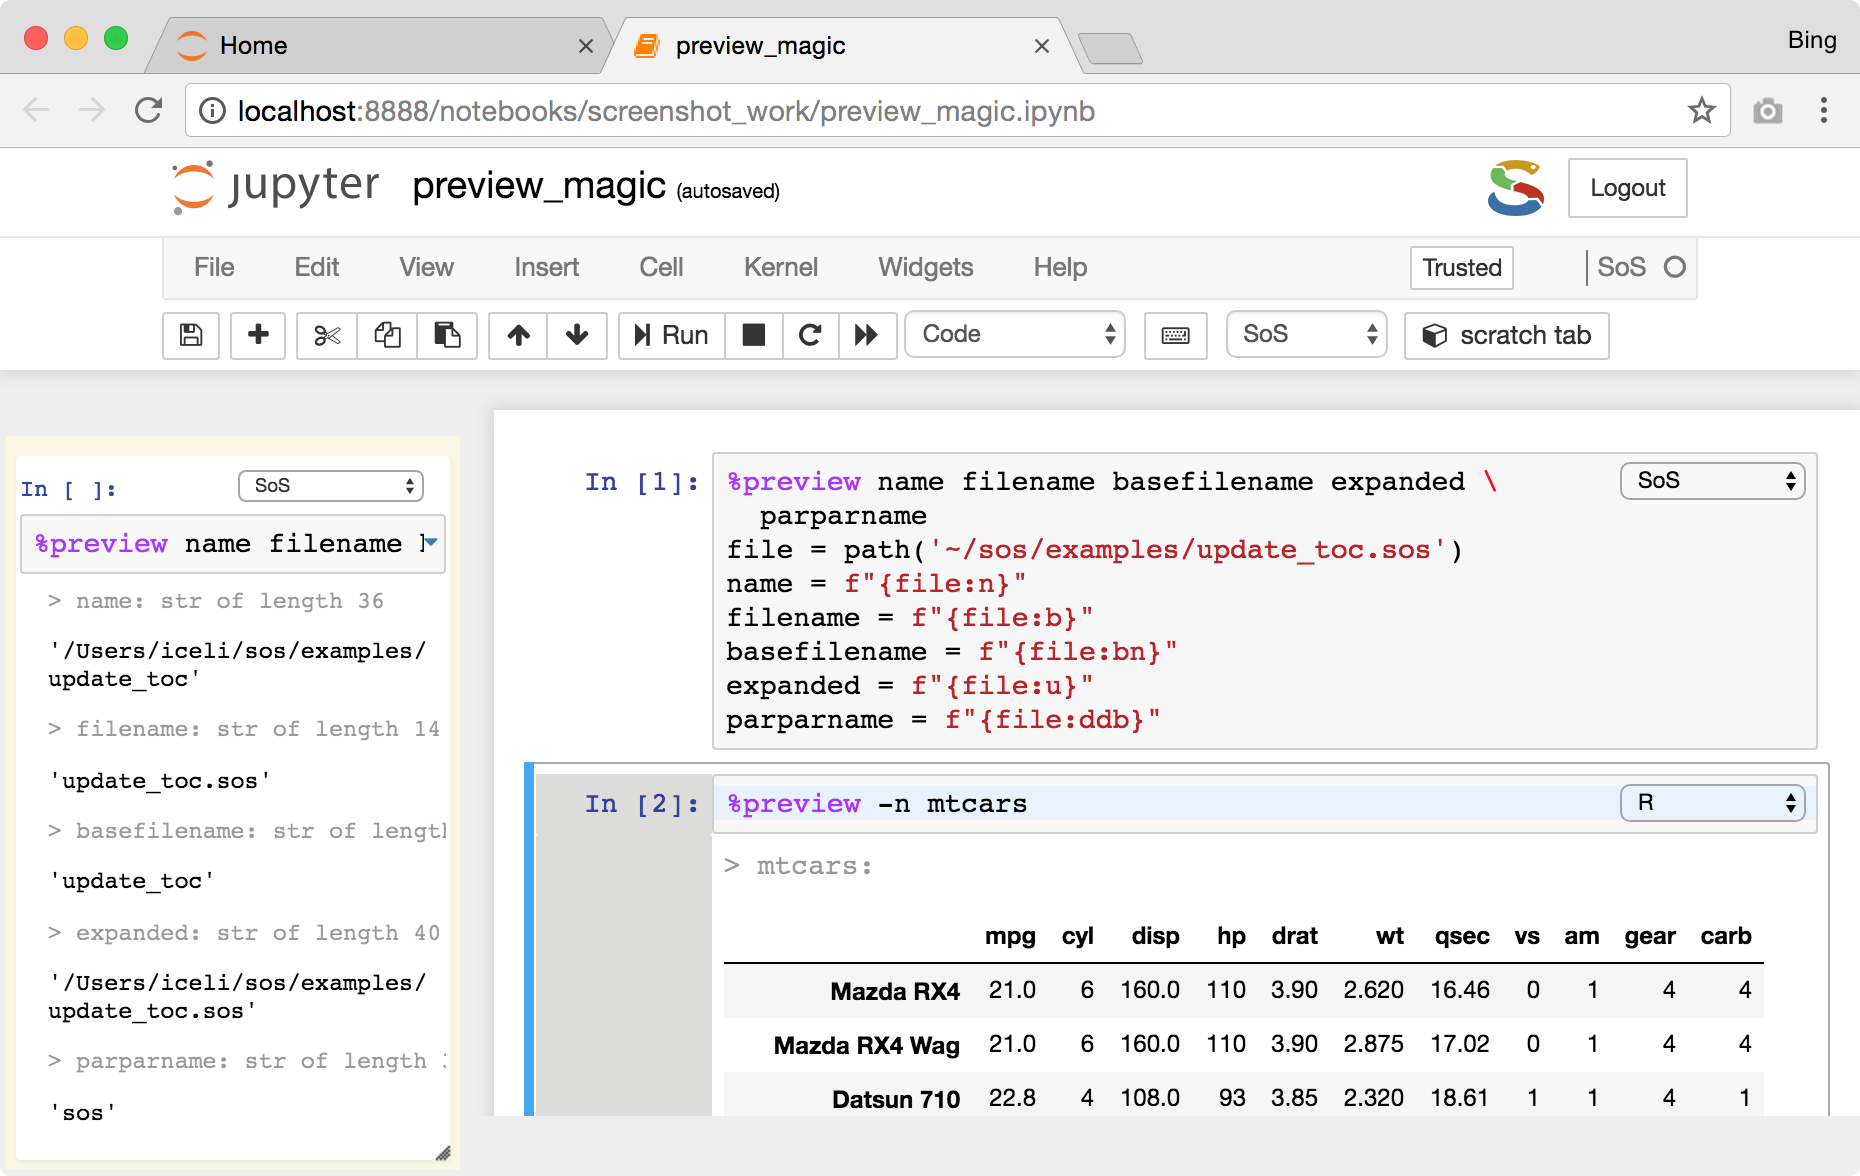 Home
preview_magic
Bing
localhost:8888/notebooks/screenshot_work/preview_magic.ipynb
jupyter preview_magic (autosaved)
Logout
File Edit View Insert Cell Kernel Widgets Help Trusted SoS
Run Code SoS scratch tab
In [ ]: SoS
%preview name filename
> name: str of length 36
'/Users/iceli/sos/examples/
update_toc'
> filename: str of length 14
'update_toc.sos'
> basefilename: str of length
'update_toc'
> expanded: str of length 40
'/Users/iceli/sos/examples/
update_toc.sos'
> parparname: str of length
'sos'
In [1]: %preview name filename basefilename expanded \ SoS
parparname
file = path('~/sos/examples/update_toc.sos')
name = f"{file:n}"
filename = f"{file:b}"
basefilename = f"{file:bn}"
expanded = f"{file:u}"
parparname = f"{file:ddb}"
In [2]: %preview -n mtcars R
> mtcars:
mpg cyl disp hp drat wt qsec vs am gear carb
Mazda RX4 21.0 6 160.0 110 3.90 2.620 16.46 0 1 4 4
Mazda RX4 Wag 21.0 6 160.0 110 3.90 2.875 17.02 0 1 4 4
Datsun 710 22.8 4 108.0 93 3.85 2.320 18.61 1 1 4 1